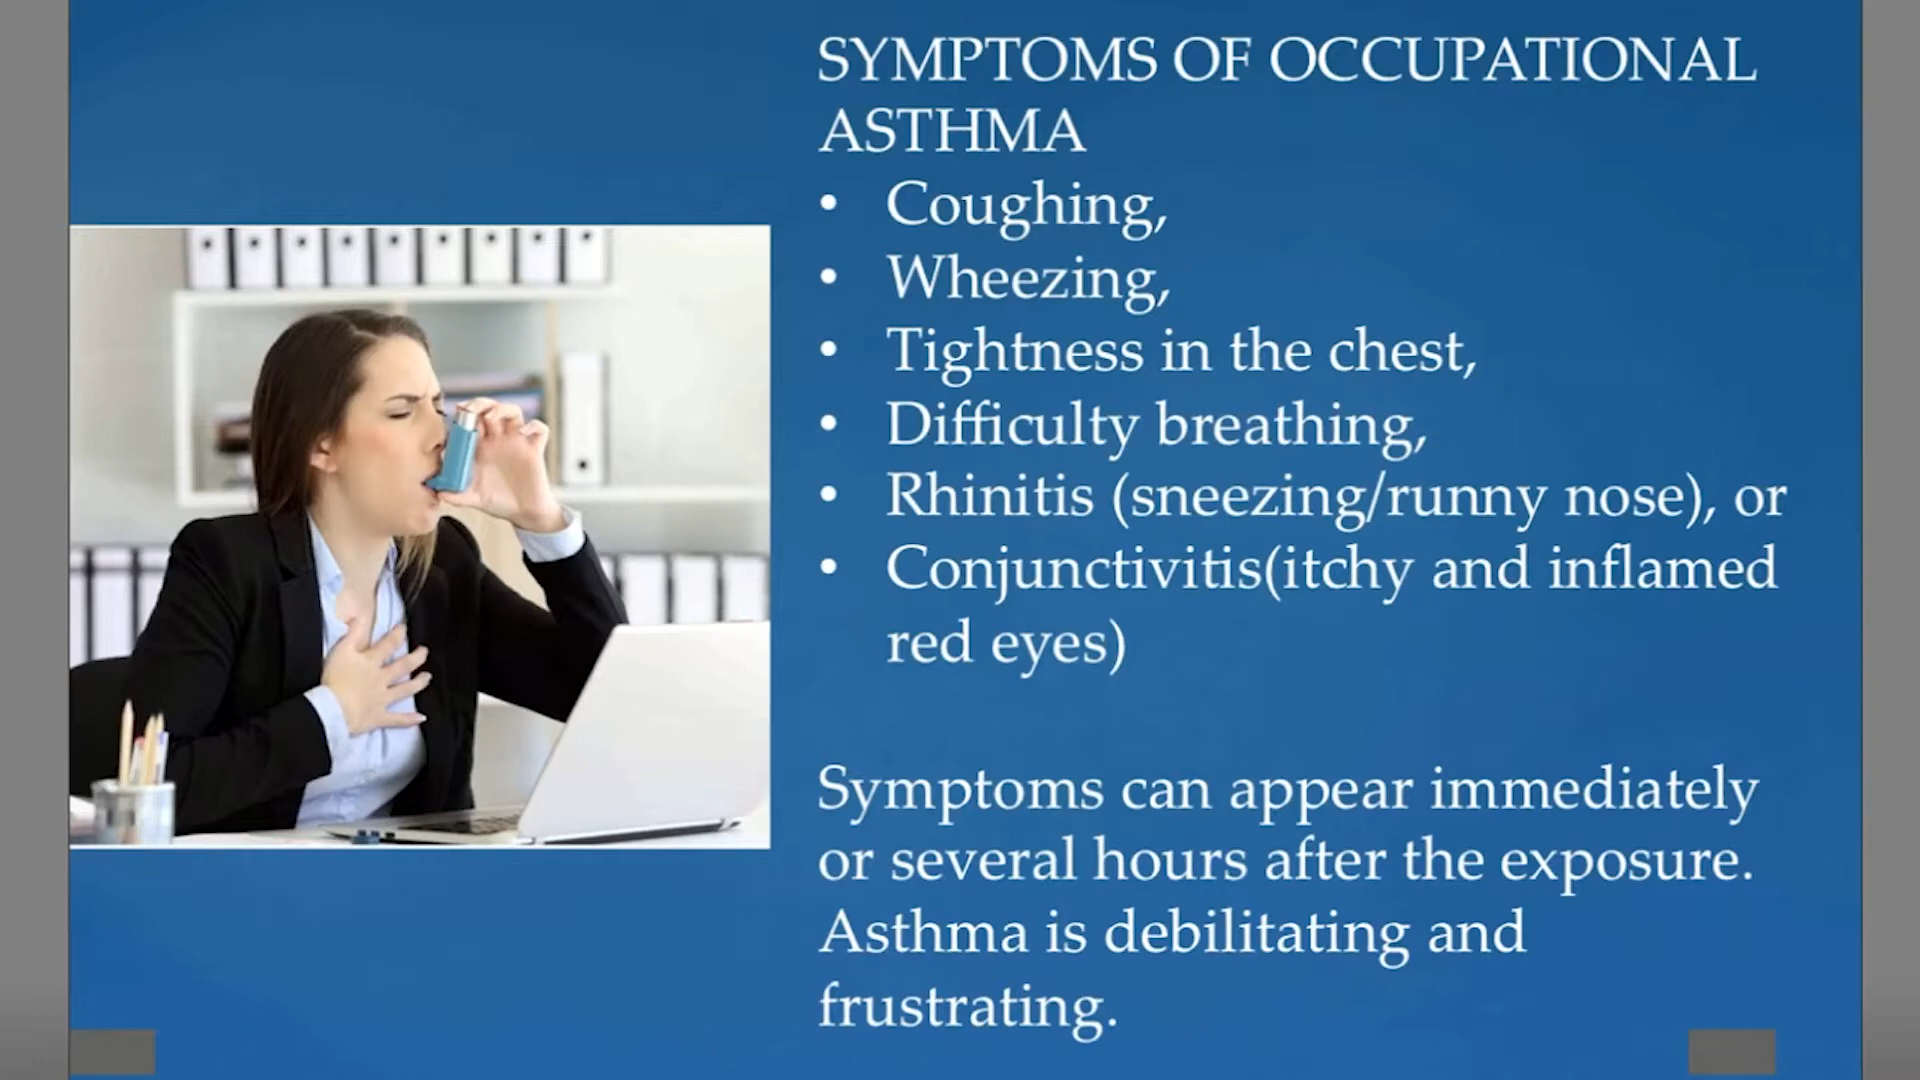 SYMPTOMS OF OCCUPATIONAL
ASTHMA
• Coughing,
• Wheezing,
• Tightness in the chest,
• Difficulty breathing,
• Rhinitis (sneezing/runny nose), or
• Conjunctivitis(itchy and inflamed
red eyes)
Symptoms can appear immediately
or several hours after the exposure.
Asthma is debilitating and
frustrating.